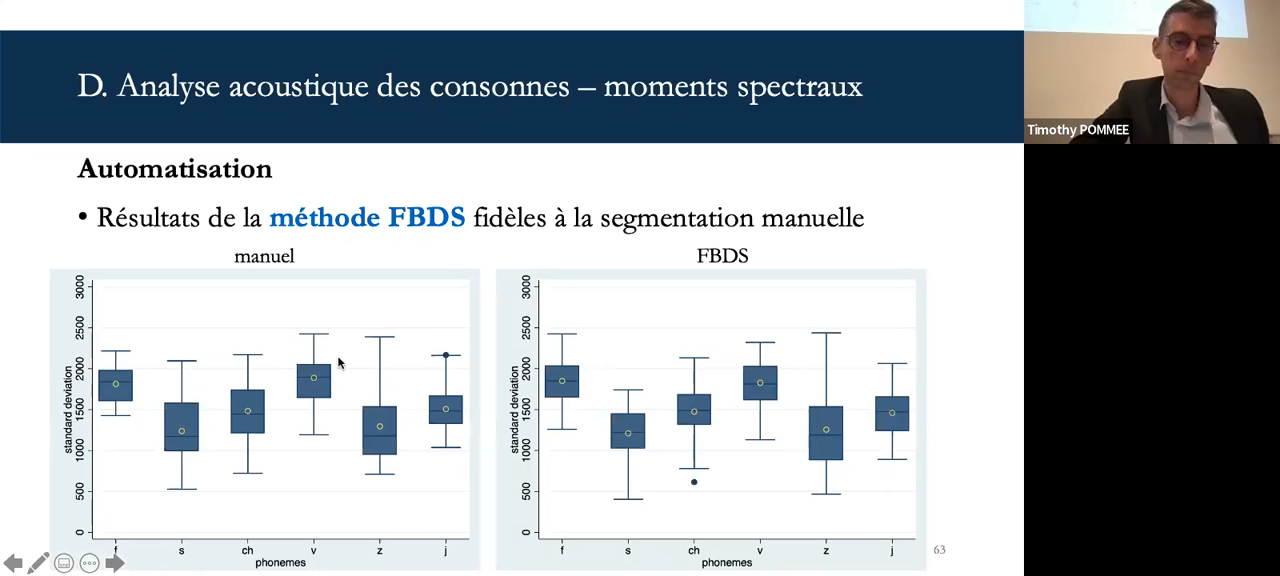 D. Analyse acoustique des consonnes – moments spectraux
Timothy POMMEE
Automatisation
• Résultats de la méthode FBDS fidèles à la segmentation manuelle
manuel
FBDS
3000
2500
2000
1500
1000
500
0
standard deviation
f s ch v z j
phonemes
3000
2500
2000
1500
1000
500
0
standard deviation
f s ch v z j
phonemes
63